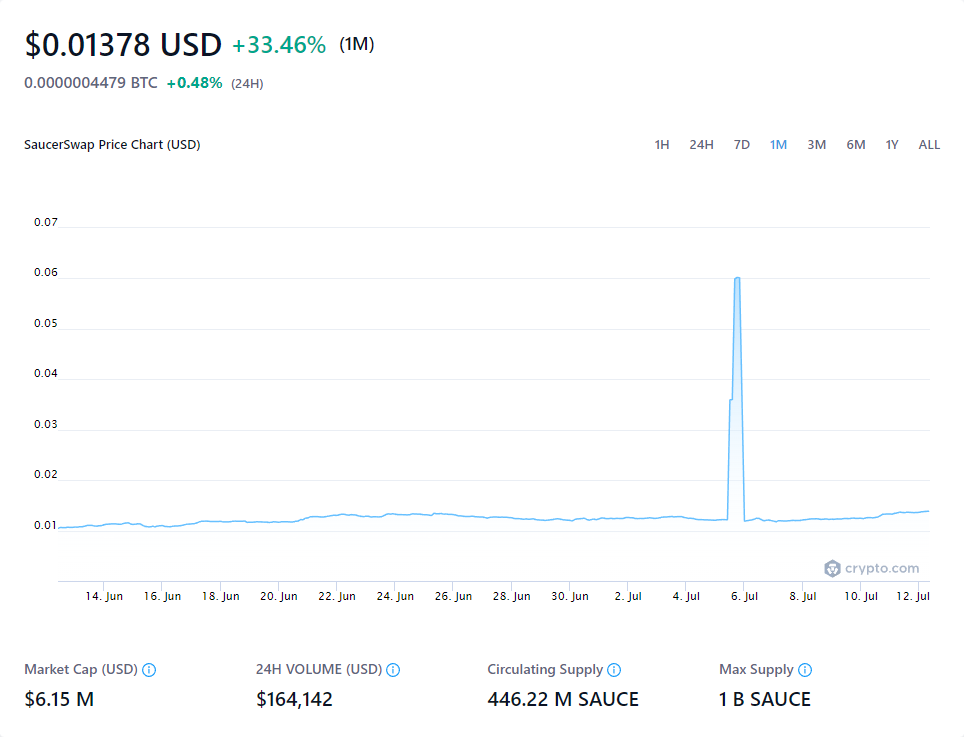 $0.01378 USD +33.46% (1M)
0.0000004479 BTC +0.48% (24H)
SaucerSwap Price Chart (USD) 1H 24H 7D 1M 3M 6M 1Y ALL
0.07
0.06
0.05
0.04
0.03
0.02
0.01
crypto.com
14. Jun 16. Jun 18. Jun 20. Jun 22. Jun 24. Jun 26. Jun 28. Jun 30. Jun 2. Jul 4. Jul 6. Jul 8. Jul 10. Jul 12. Jul
Market Cap (USD) 24H VOLUME (USD) Circulating Supply Max Supply
$6.15 M $164,142 446.22 M SAUCE 1 B SAUCE